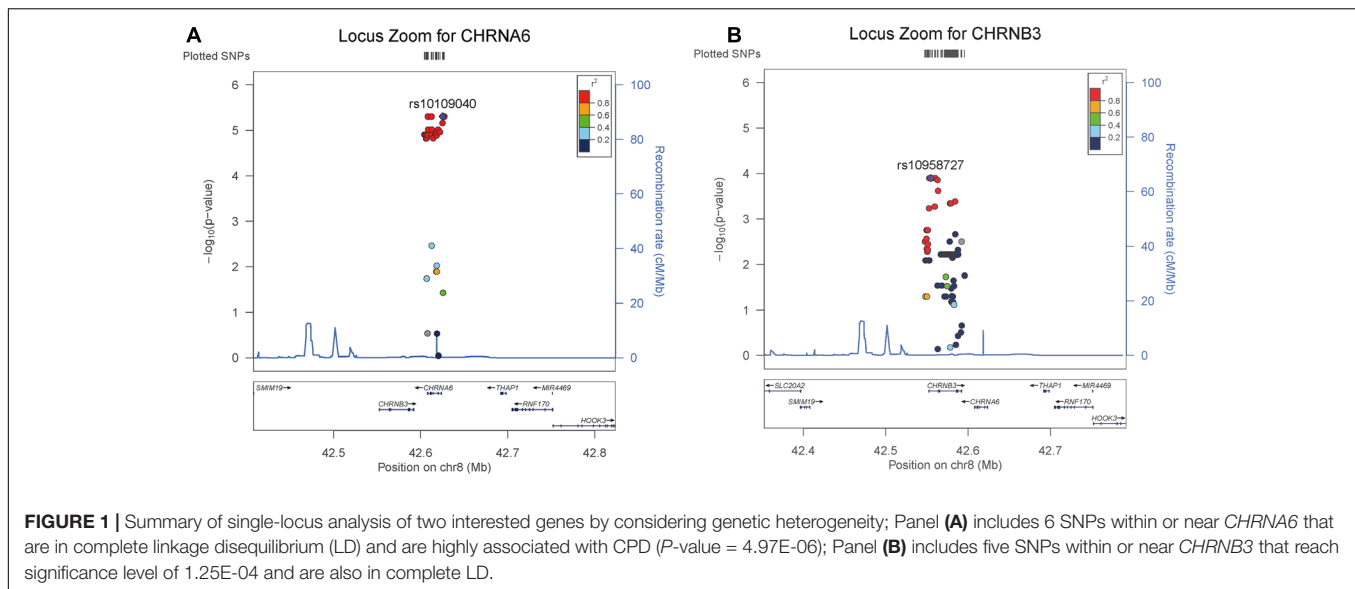 A
Locus Zoom for CHRNA6
Plotted SNPs
6
5
4
3
2
1
0
−log10(p−value)
100
80
60
40
20
0
Recombination rate (cM/Mb)
r2
0.8
0.6
0.4
0.2
rs10109040
SMIM19→
CHRNB3→
←CHRNA6
←THAP1
←MIR4469
←RNF170
HOOK3→
42.5
42.6
42.7
42.8
Position on chr8 (Mb)
B
Locus Zoom for CHRNB3
Plotted SNPs
6
5
4
3
2
1
0
−log10(p−value)
100
80
60
40
20
0
Recombination rate (cM/Mb)
r2
0.8
0.6
0.4
0.2
rs10958727
←SLC20A2
SMIM19→
CHRNB3→
←CHRNA6
←THAP1
←MIR4469
←RNF170
HOOK3→
42.4
42.5
42.6
42.7
Position on chr8 (Mb)
FIGURE 1 | Summary of single-locus analysis of two interested genes by considering genetic heterogeneity; Panel (A) includes 6 SNPs within or near CHRNA6 that
are in complete linkage disequilibrium (LD) and are highly associated with CPD (P-value = 4.97E-06); Panel (B) includes five SNPs within or near CHRNB3 that reach
significance level of 1.25E-04 and are also in complete LD.